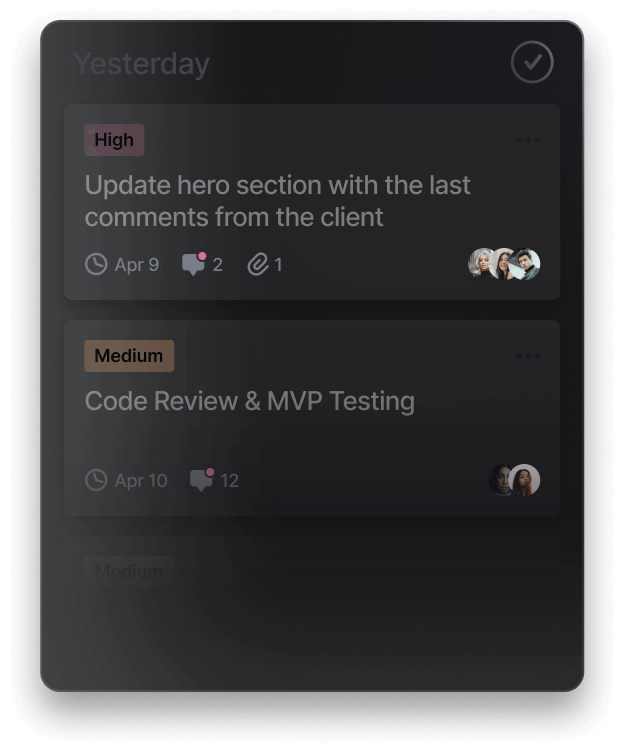 Yesterday
High
Update hero section with the last
comments from the client
Apr 9 2 1
Medium
Code Review & MVP Testing
Apr 10 12
Medium